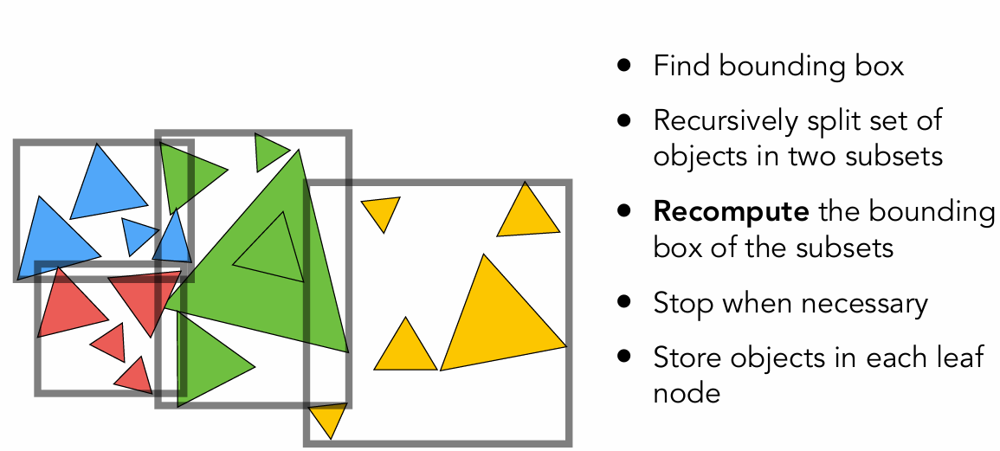 • Find bounding box
• Recursively split set of
objects in two subsets
• Recompute the bounding
box of the subsets
• Stop when necessary
• Store objects in each leaf
node